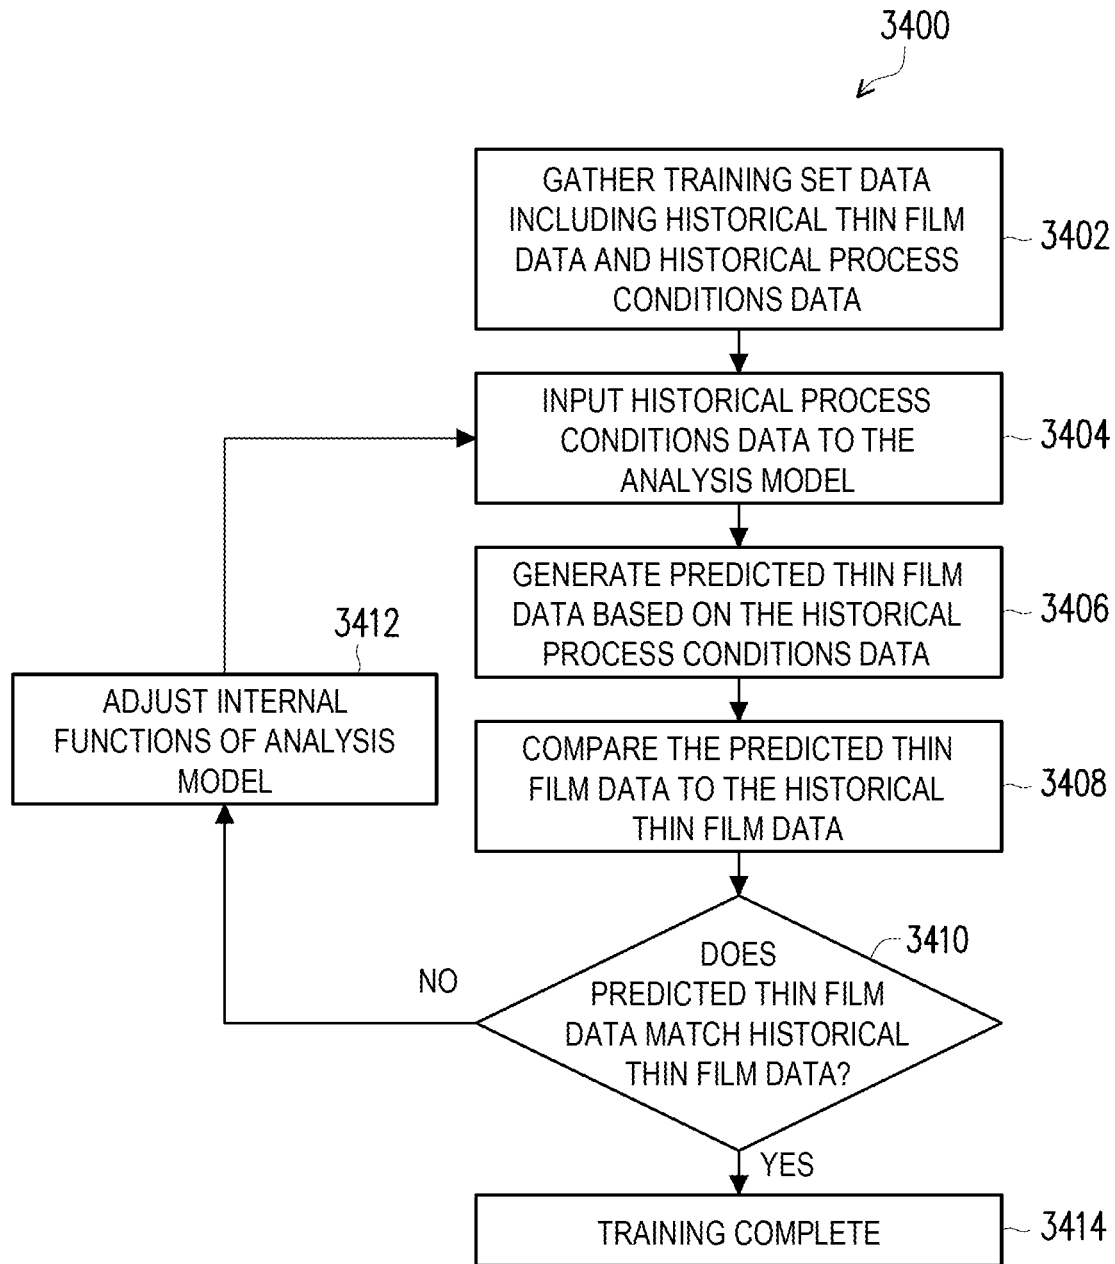 3400
GATHER TRAINING SET DATA
INCLUDING HISTORICAL THIN FILM
DATA AND HISTORICAL PROCESS
CONDITIONS DATA
3402
INPUT HISTORICAL PROCESS
CONDITIONS DATA TO THE
ANALYSIS MODEL
3404
GENERATE PREDICTED THIN FILM
DATA BASED ON THE HISTORICAL
PROCESS CONDITIONS DATA
3406
3412
ADJUST INTERNAL
FUNCTIONS OF ANALYSIS
MODEL
COMPARE THE PREDICTED THIN
FILM DATA TO THE HISTORICAL
THIN FILM DATA
3408
3410
DOES
PREDICTED THIN FILM
DATA MATCH HISTORICAL
THIN FILM DATA?
NO
YES
TRAINING COMPLETE
3414